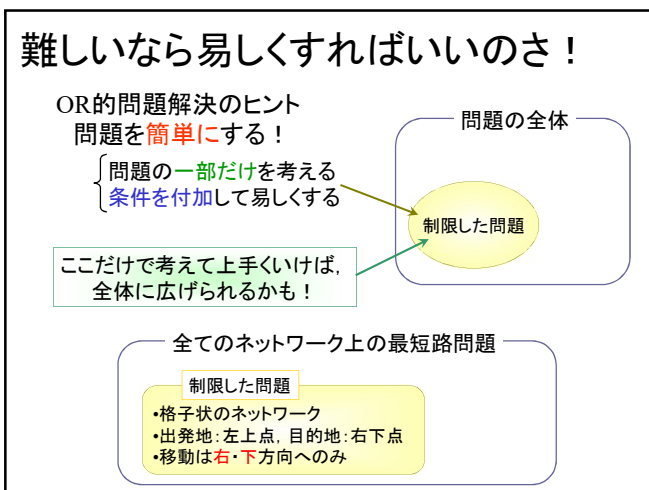 難しいなら易しくすればいいのさ！
OR的問題解決のヒント
問題を簡単にする！
問題の一部だけを考える
条件を付加して易しくする
問題の全体
制限した問題
ここだけで考えて上手くいけば，
全体に広げられるかも！
全てのネットワーク上の最短路問題
制限した問題
•格子状のネットワーク
•出発地：左上点，目的地：右下点
•移動は右・下方向へのみ